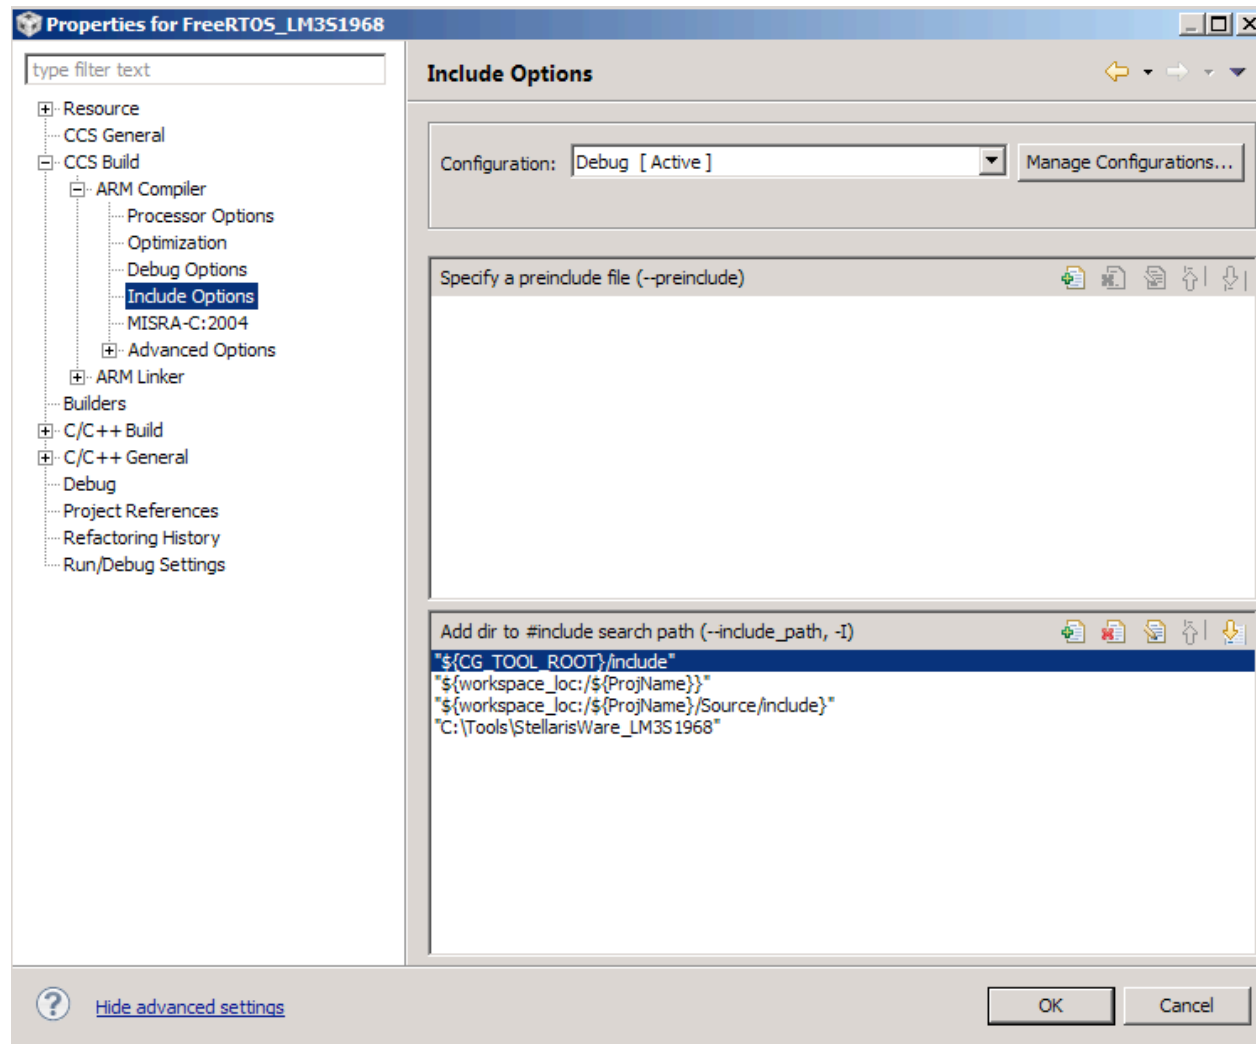 Properties for FreeRTOS_LM3S1968
type filter text
Resource
CCS General
CCS Build
ARM Compiler
Processor Options
Optimization
Debug Options
Include Options
MISRA-C:2004
Advanced Options
ARM Linker
Builders
C/C++ Build
C/C++ General
Debug
Project References
Refactoring History
Run/Debug Settings
Include Options
Configuration: Debug [ Active ] Manage Configurations...
Specify a preinclude file (--preinclude)
Add dir to #include search path (--include_path, -I)
"${CG_TOOL_ROOT}/include"
"${workspace_loc:/${ProjName}}"
"${workspace_loc:/${ProjName}/Source/include}"
"C:\Tools\StellarisWare_LM3S1968"
Hide advanced settings
OK Cancel